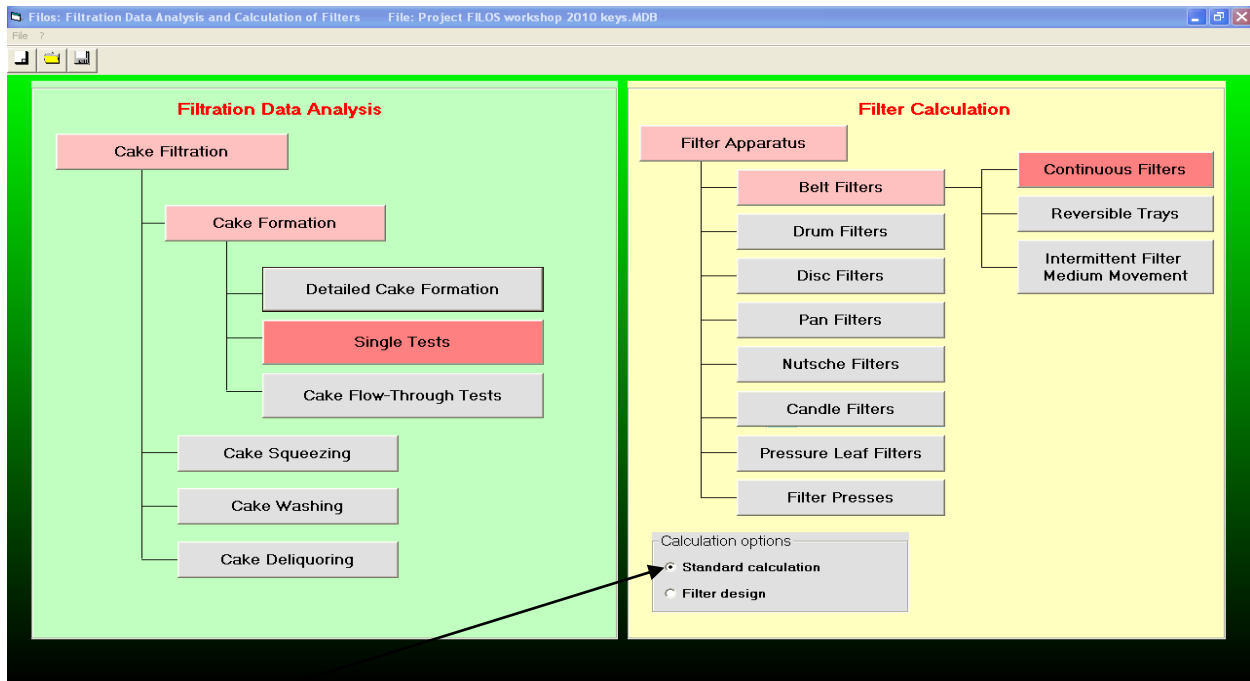 Filos: Filtration Data Analysis and Calculation of Filters File: Project FILOS workshop 2010 keys.MDB
File ?
Filtration Data Analysis
Cake Filtration
Cake Formation
Detailed Cake Formation
Single Tests
Cake Flow-Through Tests
Cake Squeezing
Cake Washing
Cake Deliquoring
Filter Calculation
Filter Apparatus
Belt Filters
Drum Filters
Disc Filters
Pan Filters
Nutsche Filters
Candle Filters
Pressure Leaf Filters
Filter Presses
Continuous Filters
Reversible Trays
Intermittent Filter
Medium Movement
Calculation options
Standard calculation
Filter design